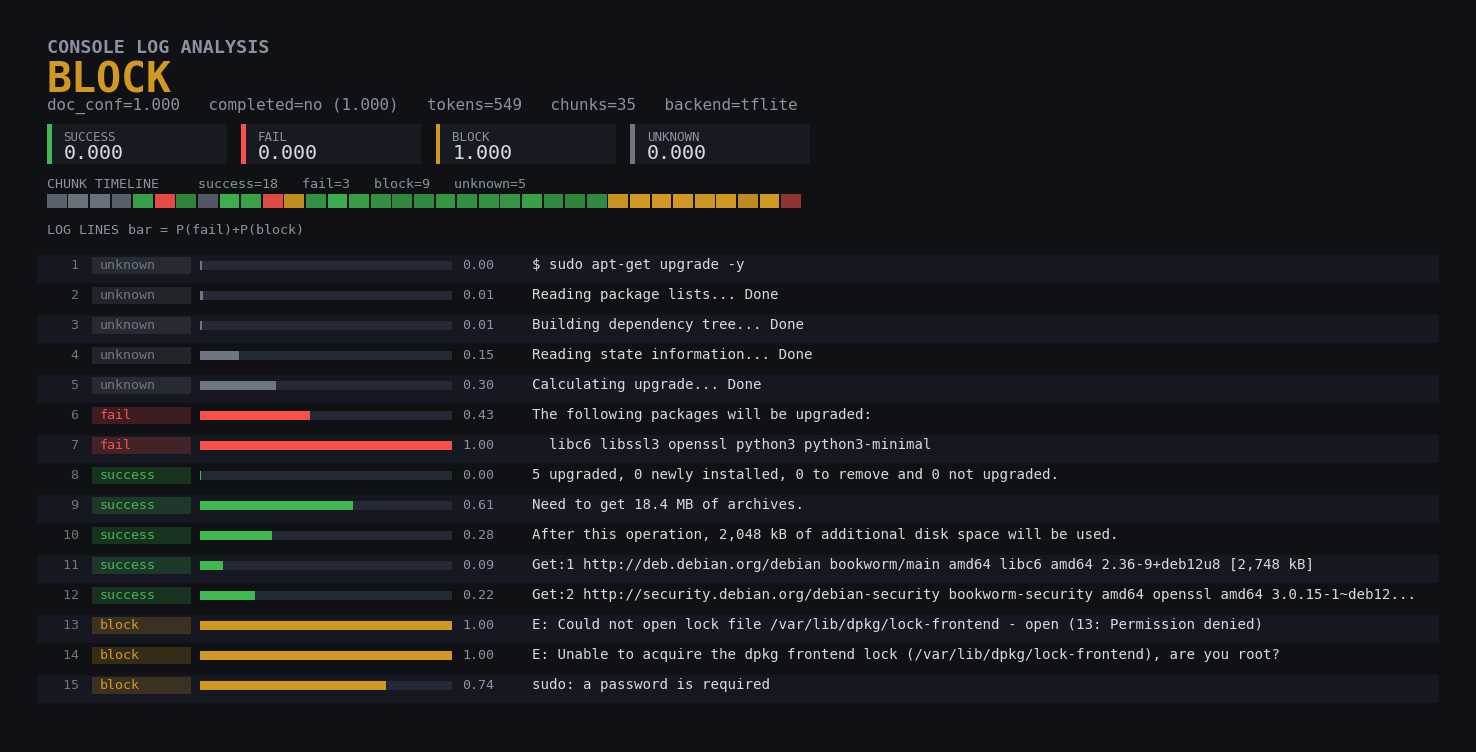 CONSOLE LOG ANALYSIS
BLOCK
doc_conf=1.000   completed=no (1.000)   tokens=549   chunks=35   backend=tflite
SUCCESS   FAIL   BLOCK   UNKNOWN
0.000   0.000   1.000   0.000
CHUNK TIMELINE   success=18   fail=3   block=9   unknown=5
LOG LINES bar = P(fail)+P(block)
1 unknown 0.00 $ sudo apt-get upgrade -y
2 unknown 0.01 Reading package lists... Done
3 unknown 0.01 Building dependency tree... Done
4 unknown 0.15 Reading state information... Done
5 unknown 0.30 Calculating upgrade... Done
6 fail 0.43 The following packages will be upgraded:
7 fail 1.00   libc6 libssl3 openssl python3 python3-minimal
8 success 0.00 5 upgraded, 0 newly installed, 0 to remove and 0 not upgraded.
9 success 0.61 Need to get 18.4 MB of archives.
10 success 0.28 After this operation, 2,048 kB of additional disk space will be used.
11 success 0.09 Get:1 http://deb.debian.org/debian bookworm/main amd64 libc6 amd64 2.36-9+deb12u8 [2,748 kB]
12 success 0.22 Get:2 http://security.debian.org/debian-security bookworm-security amd64 openssl amd64 3.0.15-1~deb12...
13 block 1.00 E: Could not open lock file /var/lib/dpkg/lock-frontend - open (13: Permission denied)
14 block 1.00 E: Unable to acquire the dpkg frontend lock (/var/lib/dpkg/lock-frontend), are you root?
15 block 0.74 sudo: a password is required